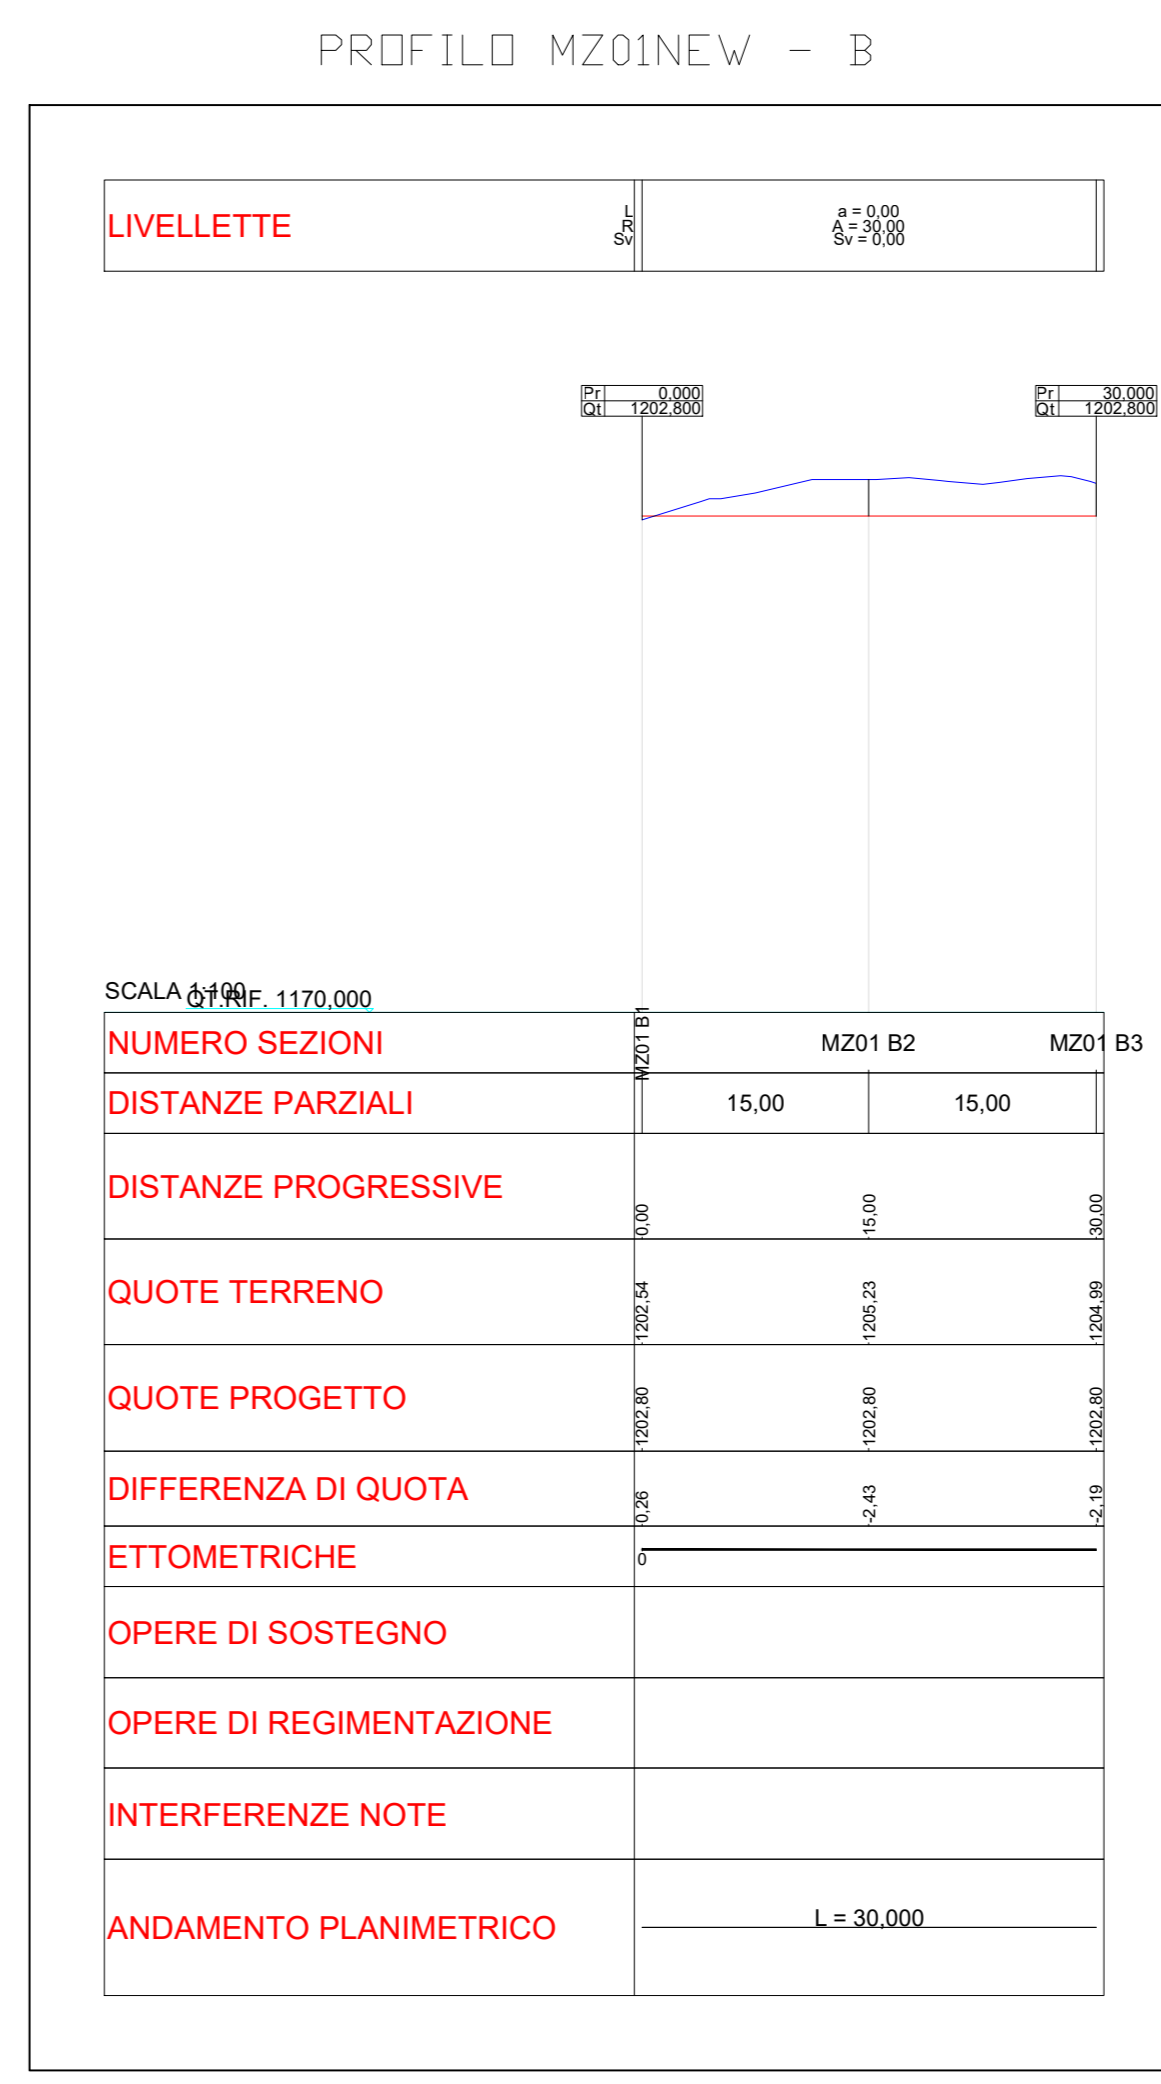 PROFILO MZ01NEW - B
LIVELLETTE
L
R
Sv
a = 0,00
A = 30,00
Sv = 0,00
Pr 0,000
Qt 1202,800
Pr 30,000
Qt 1202,800
SCALA 1:100
QT.RIF. 1170,000
NUMERO SEZIONI
MZ01 B1
MZ01 B2
MZ01 B3
DISTANZE PARZIALI
15,00
15,00
DISTANZE PROGRESSIVE
0,00
15,00
30,00
QUOTE TERRENO
1202,54
1205,23
1204,99
QUOTE PROGETTO
1202,80
1202,80
1202,80
DIFFERENZA DI QUOTA
0,26
-2,43
-2,19
ETTOMETRICHE
0
OPERE DI SOSTEGNO
OPERE DI REGIMENTAZIONE
INTERFERENZE NOTE
ANDAMENTO PLANIMETRICO
L = 30,000